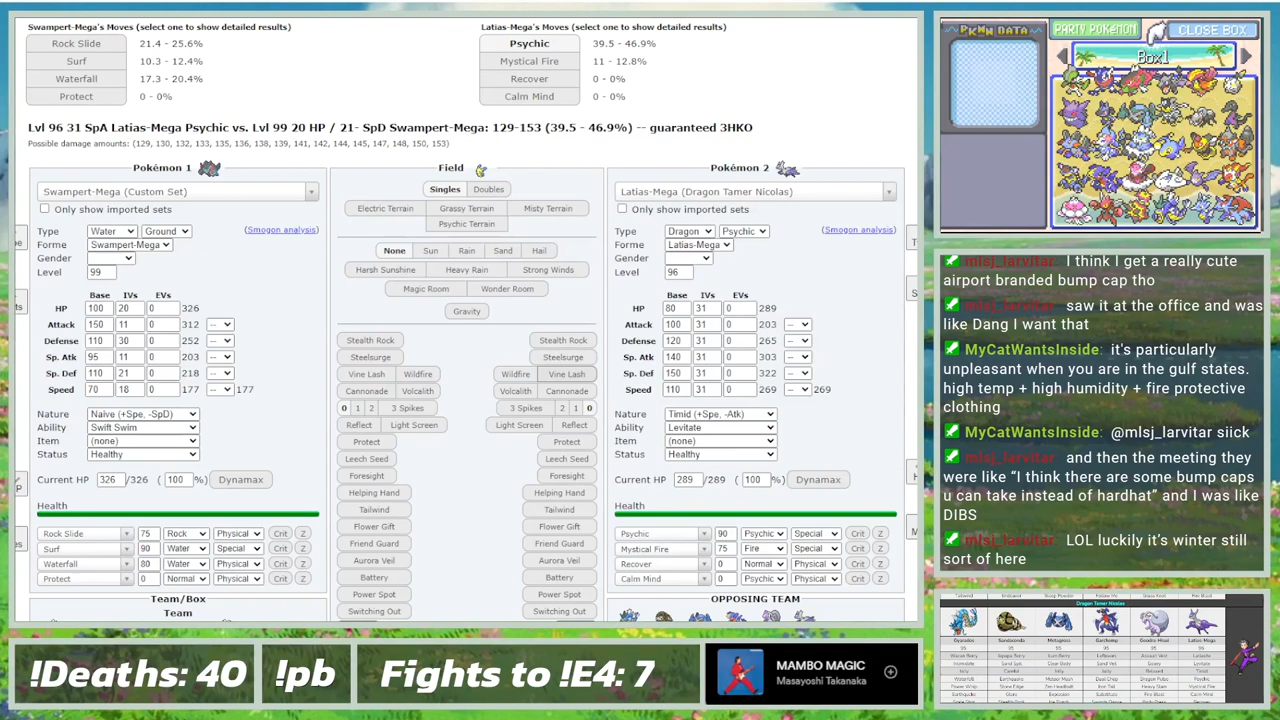 Swampert-Mega's Moves (select one to show detailed results)
Rock Slide 21.4 - 25.6%
Surf 10.3 - 12.4%
Waterfall 17.3 - 20.4%
Protect 0 - 0%
Latias-Mega's Moves (select one to show detailed results)
Psychic 39.5 - 46.9%
Mystical Fire 11 - 12.8%
Recover 0 - 0%
Calm Mind 0 - 0%
Lvl 96 31 SpA Latias-Mega Psychic vs. Lvl 99 20 HP / 21- SpD Swampert-Mega: 129-153 (39.5 - 46.9%) -- guaranteed 3HKO
Possible damage amounts: (129, 130, 132, 133, 135, 136, 138, 139, 141, 142, 144, 145, 147, 148, 150, 153)
Pokémon 1
Swampert-Mega (Custom Set)
Only show imported sets
Type Water Ground (Smogon analysis)
Forme Swampert-Mega
Gender
Level 99
Base IVs EVs
HP 100 20 0 326
Attack 150 11 0 312 --
Defense 110 30 0 252 --
Sp. Atk 95 11 0 203 --
Sp. Def 110 21 0 218 --
Speed 70 18 0 177 -- 177
Nature Naive (+Spe, -SpD)
Ability Swift Swim
Item (none)
Status Healthy
Current HP 326 /326 ( 100 %) Dynamax
Health
Rock Slide 75 Rock Physical Crit Z
Surf 90 Water Special Crit Z
Waterfall 80 Water Physical Crit Z
Protect 0 Normal Physical Crit Z
Team/Box
Team
Field
Singles Doubles
Electric Terrain Grassy Terrain Misty Terrain
Psychic Terrain
None Sun Rain Sand Hail
Harsh Sunshine Heavy Rain Strong Winds
Magic Room Wonder Room
Gravity
Stealth Rock Stealth Rock
Steelsurge Steelsurge
Vine Lash Wildfire Wildfire Vine Lash
Cannonade Volcalith Volcalith Cannonade
0 1 2 3 Spikes 3 Spikes 2 1 0
Reflect Light Screen Light Screen Reflect
Protect Protect
Leech Seed Leech Seed
Foresight Foresight
Helping Hand Helping Hand
Tailwind Tailwind
Flower Gift Flower Gift
Friend Guard Friend Guard
Aurora Veil Aurora Veil
Battery Battery
Power Spot Power Spot
Switching Out Switching Out
Pokémon 2
Latias-Mega (Dragon Tamer Nicolas)
Only show imported sets
Type Dragon Psychic (Smogon analysis)
Forme Latias-Mega
Gender
Level 96
Base IVs EVs
HP 80 31 0 289
Attack 100 31 0 203 --
Defense 120 31 0 265 --
Sp. Atk 140 31 0 303 --
Sp. Def 150 31 0 322 --
Speed 110 31 0 269 -- 269
Nature Timid (+Spe, -Atk)
Ability Levitate
Item (none)
Status Healthy
Current HP 289 /289 ( 100 %) Dynamax
Health
Psychic 90 Psychic Special Crit Z
Mystical Fire 75 Fire Special Crit Z
Recover 0 Normal Physical Crit Z
Calm Mind 0 Psychic Physical Crit Z
OPPOSING TEAM
PKMN DATA
PARTY POKéMON
CLOSE BOX
Box1
mlsj_larvitar: I think I get a really cute
airport branded bump cap tho
mlsj_larvitar: saw it at the office and was
like Dang I want that
MyCatWantsInside: it's particularly
unpleasant when you are in the gulf states.
high temp + high humidity + fire protective
clothing
MyCatWantsInside: @mlsj_larvitar siick
mlsj_larvitar: and then the meeting they
were like “I think there are some bump caps
u can take instead of hardhat” and I was like
DIBS
mlsj_larvitar: LOL luckily it's winter still
sort of here
Dragon Tamer Nicolas
Gyarados Sandaconda Metagross Garchomp Goodra-Hisui Latias-Mega
!Deaths: 40 !pb
MAMBO MAGIC
Masayoshi Takanaka